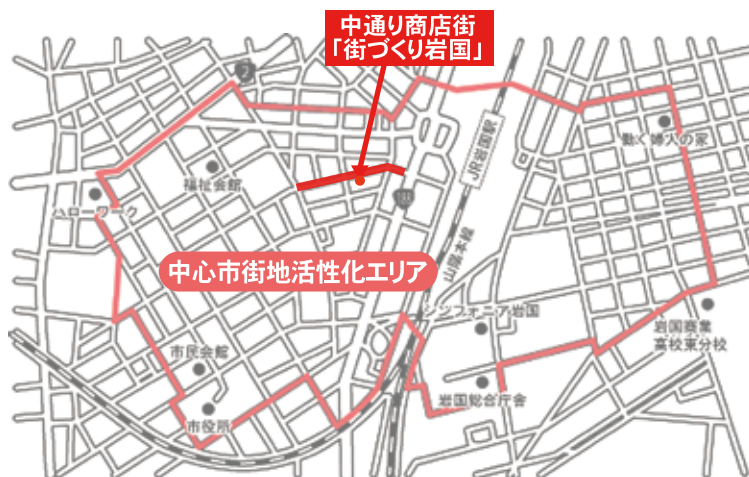 中通り商店街
「街づくり岩国」
2
JR岩国駅
働く婦人の家
福祉会館
ハローワーク
188
山陽本線
中心市街地活性化エリア
シンフォニア岩国
岩国商業
高校東分校
市民会館
岩国総合庁舎
市役所